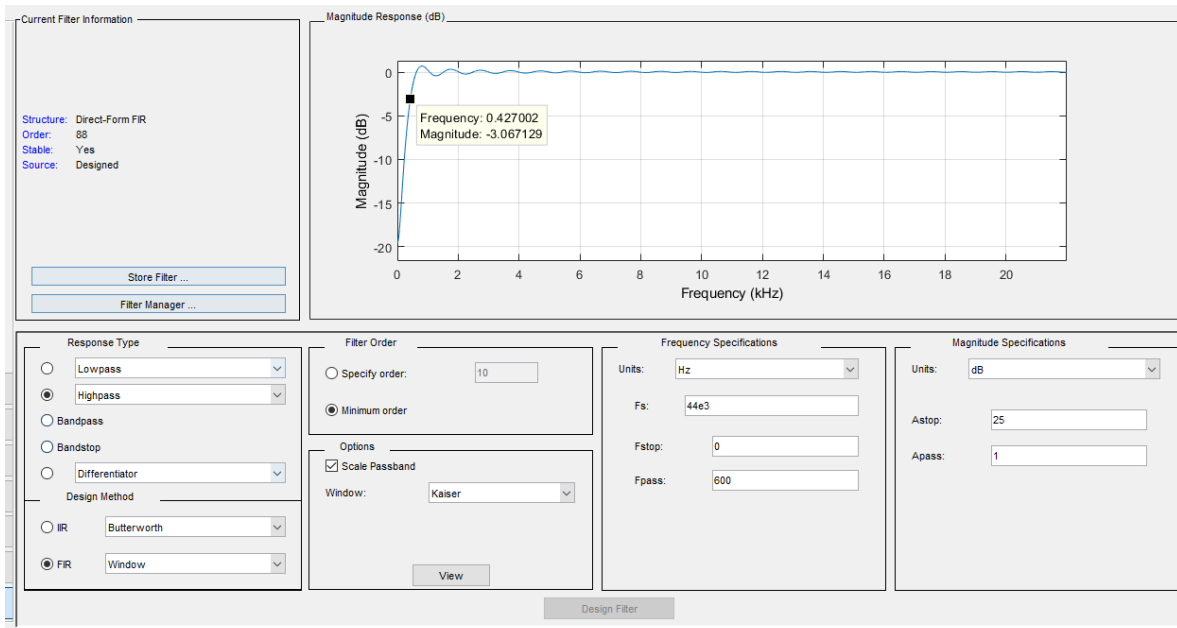 Current Filter Information
Structure: Direct-Form FIR
Order: 88
Stable: Yes
Source: Designed
Store Filter ...
Filter Manager ...
Magnitude Response (dB)
Magnitude (dB)
0
-5
-10
-15
-20
Frequency: 0.427002
Magnitude: -3.067129
0 2 4 6 8 10 12 14 16 18 20
Frequency (kHz)
Response Type
Lowpass
Highpass
Bandpass
Bandstop
Differentiator
Design Method
IIR Butterworth
FIR Window
Filter Order
Specify order: 10
Minimum order
Options
Scale Passband
Window: Kaiser
View
Frequency Specifications
Units: Hz
Fs: 44e3
Fstop: 0
Fpass: 600
Magnitude Specifications
Units: dB
Astop: 25
Apass: 1
Design Filter